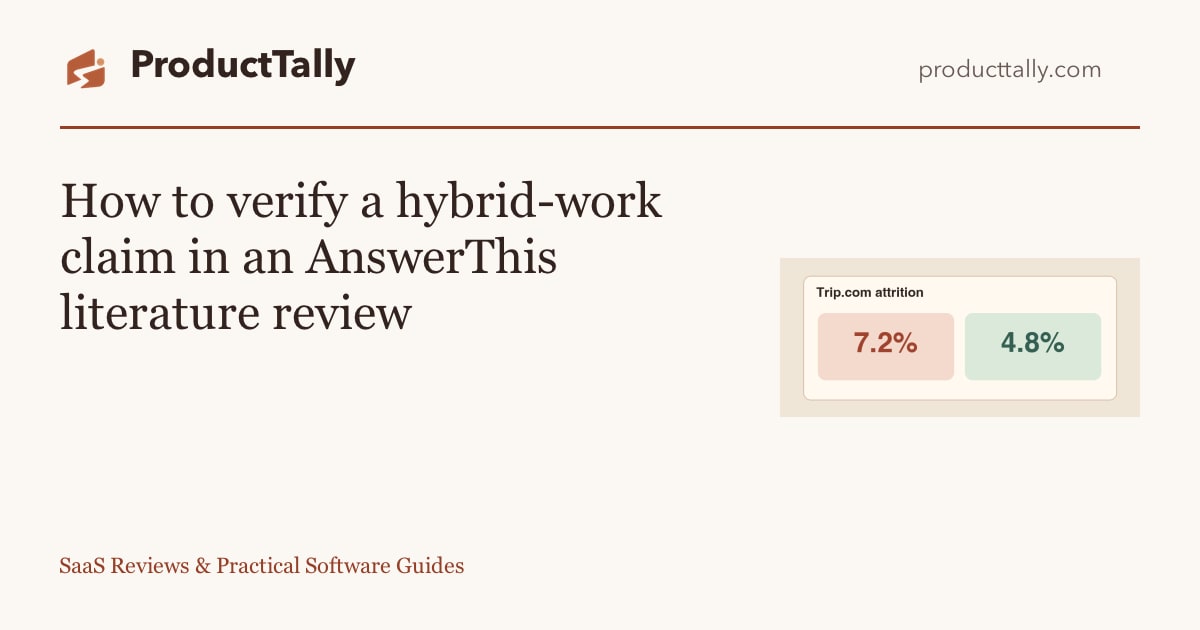 ProductTally
producttally.com
How to verify a hybrid-work
claim in an AnswerThis
literature review
Trip.com attrition
7.2%
4.8%
SaaS Reviews & Practical Software Guides